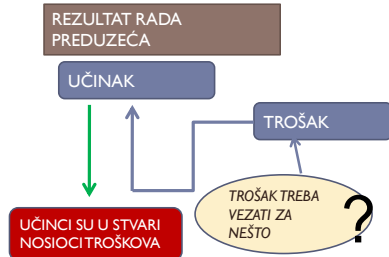 REZULTAT RADA
PREDUZEĆA
UČINAK
TROŠAK
TROŠAK TREBA
VEZATI ZA
NEŠTO
?
UČINCI SU U STVARI
NOSIOCI TROŠKOVA